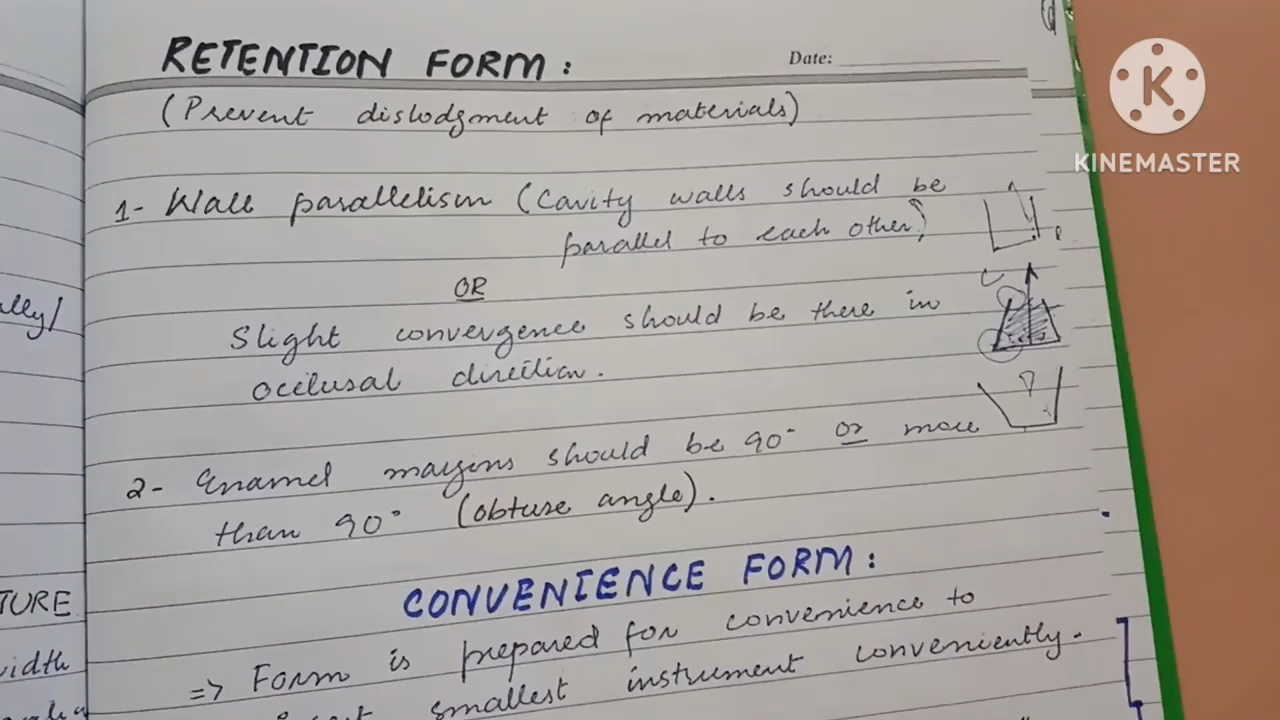 RETENTION FORM :
Date:
(Prevent dislodgment of materials)
1- Wall parallelism (Cavity walls should be
parallel to each other)
OR
Slight convergence should be there in
occlusal direction.
2- Enamel margins should be 90° or more
than 90° (obtuse angle).
CONVENIENCE FORM :
=> Form is prepared for convenience to
smallest instrument conveniently.
ally/
TURE
width
K
KINEMASTER